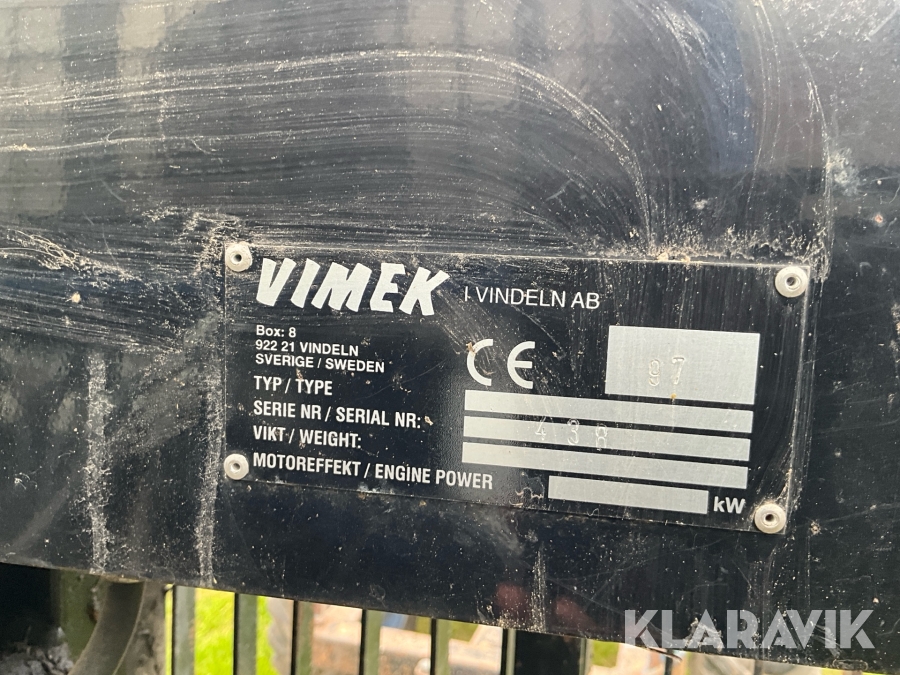 VIMEK I VINDELN AB
Box: 8
922 21 VINDELN
SVERIGE / SWEDEN
CE
97
TYP / TYPE
SERIE NR / SERIAL NR:
VIKT / WEIGHT:
MOTOREFFEKT / ENGINE POWER kW
KLARAVIK